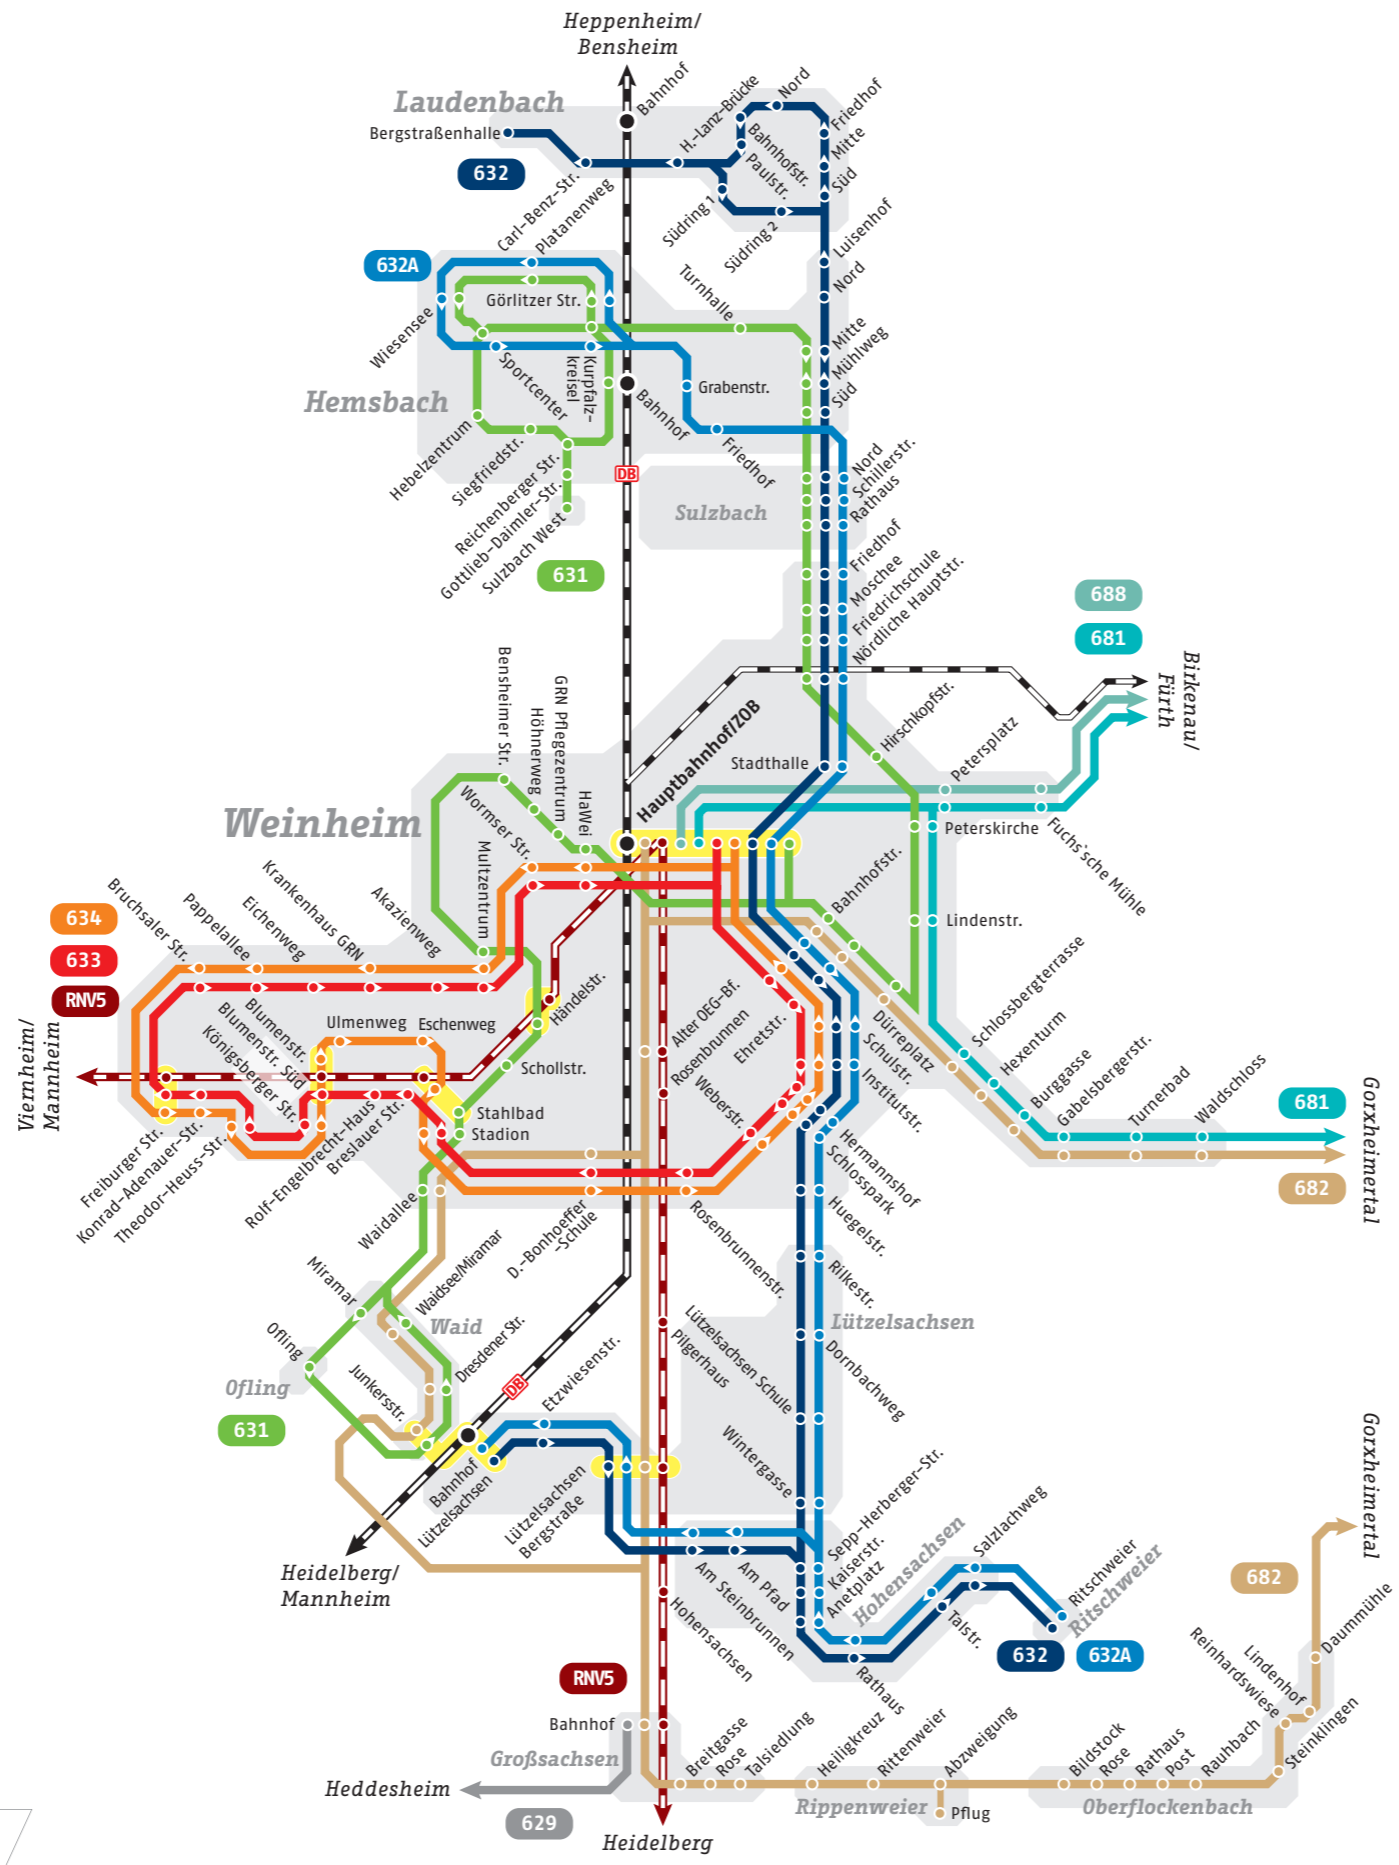 Heppenheim/
Bensheim
Laudenbach
Bahnhof
Bergstraßenhalle
632
H.-Lanz-Brücke
Nord
Friedhof
Bahnhofstr.
Mitte
Paulstr.
Süd
Carl-Benz-Str.
Platanenweg
Südring 1
Südring 2
Luisenhof
632A
Turnhalle
Nord
Görlitzer Str.
Wiesensee
Mitte
Mühlweg
Süd
Sportcenter
Kurpfalz-
kreisel
Grabenstr.
Hemsbach
Bahnhof
Hebelzentrum
Siegfriedstr.
Friedhof
Reichenberger Str.
Gottlieb-Daimler-Str.
Sulzbach West
DB
Nord
Schillerstr.
Rathaus
Sulzbach
631
Friedhof
Moschee
Friedrichschule
Nördliche Hauptstr.
688
681
Birkenau/
Fürth
Bensheimer Str.
Höhnerweg
GRN Pflegezentrum
HaWei
Hauptbahnhof/ZOB
Stadthalle
Hirschkopfstr.
Petersplatz
Peterskirche
Fuchs`sche Mühle
Weinheim
Wormser Str.
Multzentrum
Akazienweg
Krankenhaus GRN
Eichenweg
Pappelallee
Bruchsaler Str.
634
633
RNV5
Bahnhofstr.
Lindenstr.
Viernheim/
Mannheim
Händelstr.
Blumenstr.
Blumenstr. Süd
Königsberger Str.
Ulmenweg
Eschenweg
Schollstr.
Stahlbad
Stadion
Alter OEG-Bf.
Rosenbrunnen
Ehretstr.
Weberstr.
Dürreplatz
Schulstr.
Institutstr.
Schlossbergterrasse
Hexenturm
Burggasse
Gabelsbergerstr.
Turnerbad
Waldschloss
681
682
Gorxheimertal
Freiburger Str.
Konrad-Adenauer-Str.
Theodor-Heuss-Str.
Rolf-Engelbrecht-Haus
Breslauer Str.
Waidallee
Hermannshof
Schlosspark
Huegelstr.
D.-Bonhoeffer
-Schule
Rosenbrunnenstr.
Miramar
Waidsee/Miramar
Waid
Dresdener Str.
Ofling
Ofling
Junkersstr.
631
DB
Etzwiesenstr.
Rilkestr.
Lützelsachsen
Pilgerhaus
Lützelsachsen Schule
Dornbachweg
Wintergasse
Bahnhof
Lützelsachsen
Lützelsachsen
Bergstraße
Heidelberg/
Mannheim
Am Steinbrunnen
Am Pfad
Sepp-Herberger-Str.
Kaiserstr.
Anetplatz
Hohensachsen
Salzlachweg
Talstr.
Rathaus
Ritschweier
Ritschweier
632
632A
Hohensachsen
RNV5
682
Gorxheimertal
Bahnhof
Großsachsen
Heddesheim
629
Heidelberg
Breitgasse
Rose
Talsiedlung
Heiligkreuz
Rittenweier
Abzweigung
Pflug
Rippenweier
Bildstock
Rose
Rathaus
Post
Rauhbach
Reinhardswiese
Lindenhof
Steinklingen
Daummühle
Oberflockenbach